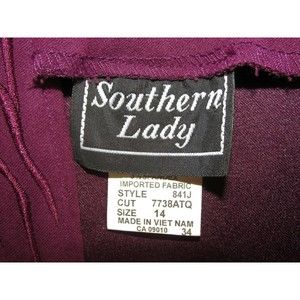 Southern
Lady
IMPORTED FABRIC
STYLE 841J
CUT 7738ATQ
SIZE 14
MADE IN VIET NAM
CA 09010 34